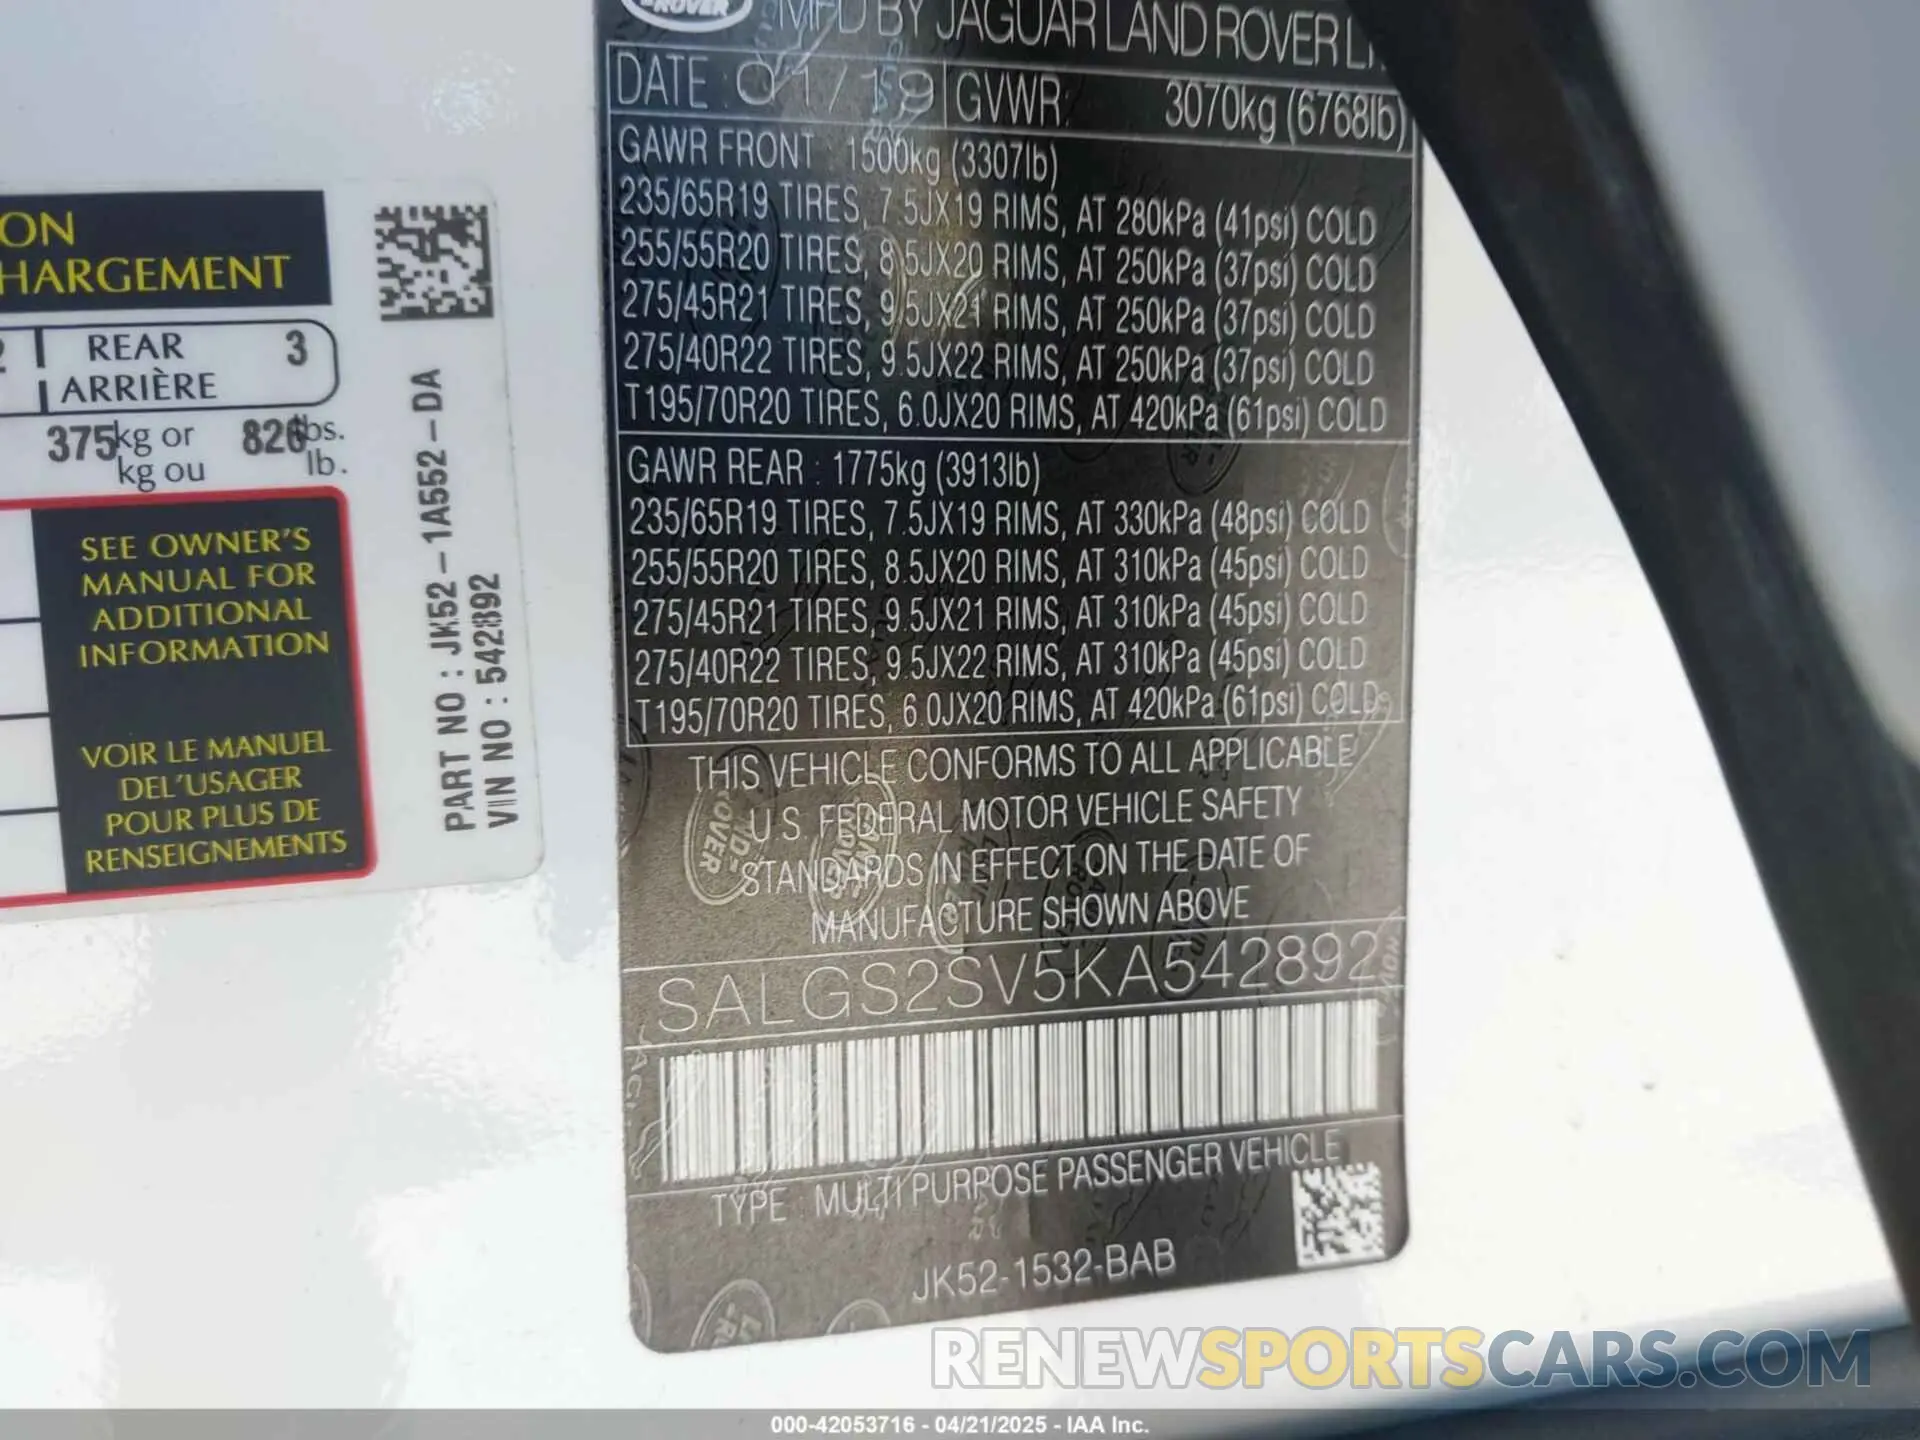 ROVER
MFD BY JAGUAR LAND ROVER
DATE : 01/19 GVWR: 3070kg (6768lb)
GAWR FRONT : 1500kg (3307lb)
235/65R19 TIRES, 7.5JX19 RIMS, AT 280kPa (41psi) COLD
255/55R20 TIRES, 8.5JX20 RIMS, AT 250kPa (37psi) COLD
275/45R21 TIRES, 9.5JX21 RIMS, AT 250kPa (37psi) COLD
275/40R22 TIRES, 9.5JX22 RIMS, AT 250kPa (37psi) COLD
T195/70R20 TIRES, 6.0JX20 RIMS, AT 420kPa (61psi) COLD
GAWR REAR : 1775kg (3913lb)
235/65R19 TIRES, 7.5JX19 RIMS, AT 330kPa (48psi) COLD
255/55R20 TIRES, 8.5JX20 RIMS, AT 310kPa (45psi) COLD
275/45R21 TIRES, 9.5JX21 RIMS, AT 310kPa (45psi) COLD
275/40R22 TIRES, 9.5JX22 RIMS, AT 310kPa (45psi) COLD
T195/70R20 TIRES, 6.0JX20 RIMS, AT 420kPa (61psi) COLD
THIS VEHICLE CONFORMS TO ALL APPLICABLE
U.S. FEDERAL MOTOR VEHICLE SAFETY
STANDARDS IN EFFECT ON THE DATE OF
MANUFACTURE SHOWN ABOVE
SALGS2SV5KA542892
TYPE : MULTI PURPOSE PASSENGER VEHICLE
JK52-1532-BAB
ON
HARGEMENT
2 REAR 3
ARRIÈRE
375 kg or 826 lbs.
kg ou lb.
SEE OWNER'S
MANUAL FOR
ADDITIONAL
INFORMATION
VOIR LE MANUEL
DEL'USAGER
POUR PLUS DE
RENSEIGNEMENTS
PART NO : JK52-1A552-DA
VIN NO : 542892
RENEWSPORTSCARS.COM
000-42053716 - 04/21/2025 - IAA Inc.